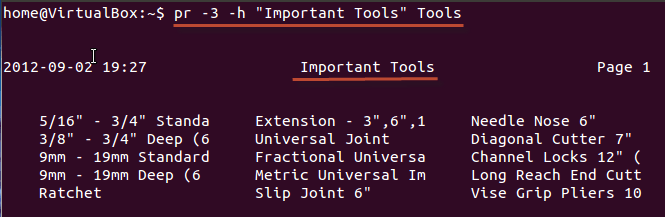 home@VirtualBox:~$ pr -3 -h "Important Tools" Tools
2012-09-02 19:27 Important Tools Page 1
5/16" - 3/4" Standa Extension - 3",6",1 Needle Nose 6"
3/8" - 3/4" Deep (6 Universal Joint Diagonal Cutter 7"
9mm - 19mm Standard Fractional Universa Channel Locks 12" (
9mm - 19mm Deep (6 Metric Universal Im Long Reach End Cutt
Ratchet Slip Joint 6" Vise Grip Pliers 10